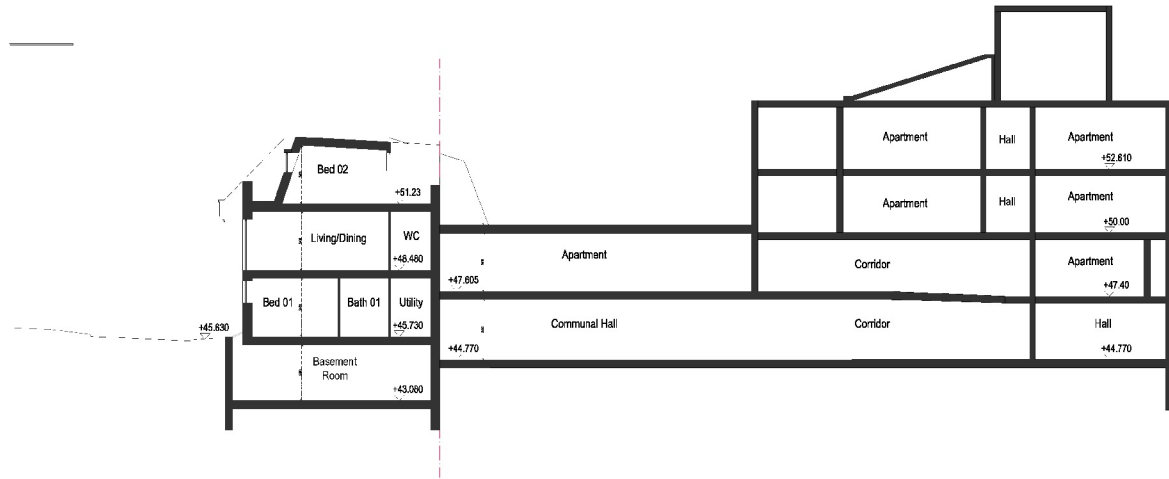 Apartment
Hall
Apartment
+52.610
Bed 02
+51.23
Apartment
Hall
Apartment
+50.00
Living/Dining
WC
+48.480
Apartment
Corridor
Apartment
+47.605
+47.40
Bed 01
Bath 01
Utility
+45.630
+45.730
Communal Hall
Corridor
Hall
+44.770
+44.770
Basement
Room
+43.060